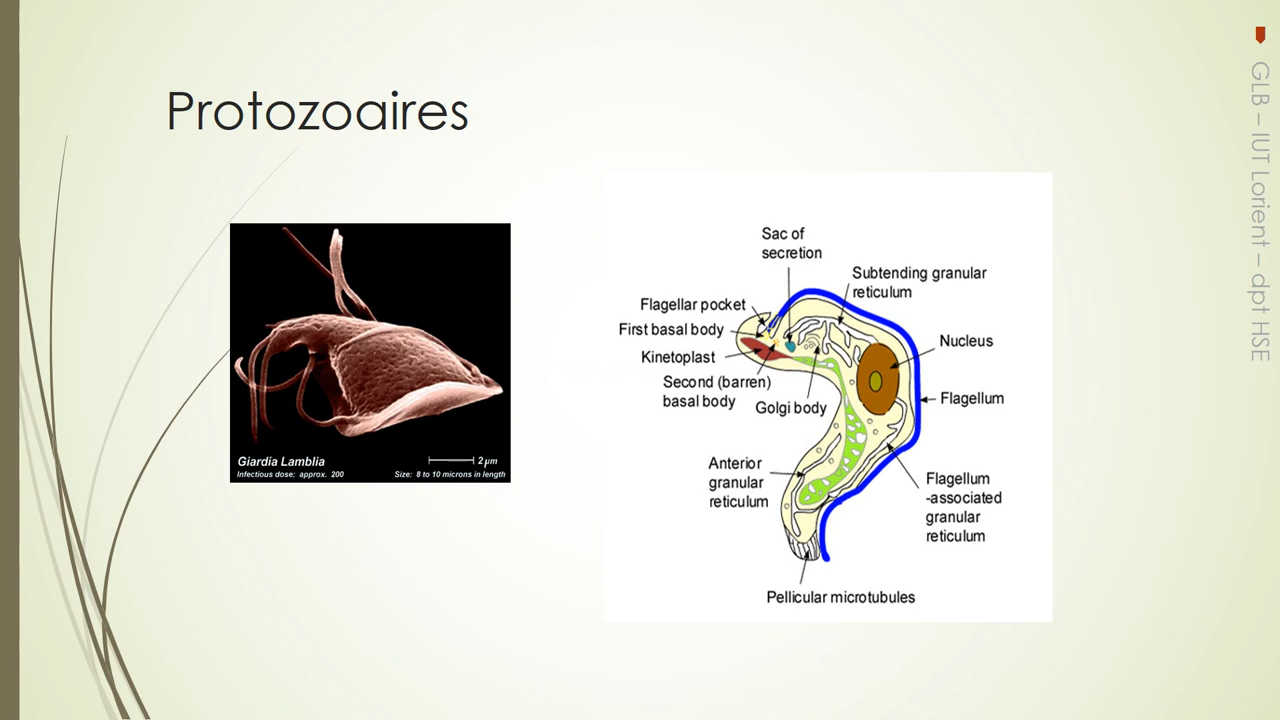 Protozoaires
GLB – IUT Lorient – dpt HSE
Giardia Lamblia
2 µm
Infectious dose: approx. 200
Size: 8 to 10 microns in length
Sac of
secretion
Subtending granular
reticulum
Flagellar pocket
First basal body
Kinetoplast
Second (barren)
basal body
Golgi body
Nucleus
Flagellum
Anterior
granular
reticulum
Flagellum
-associated
granular
reticulum
Pellicular microtubules